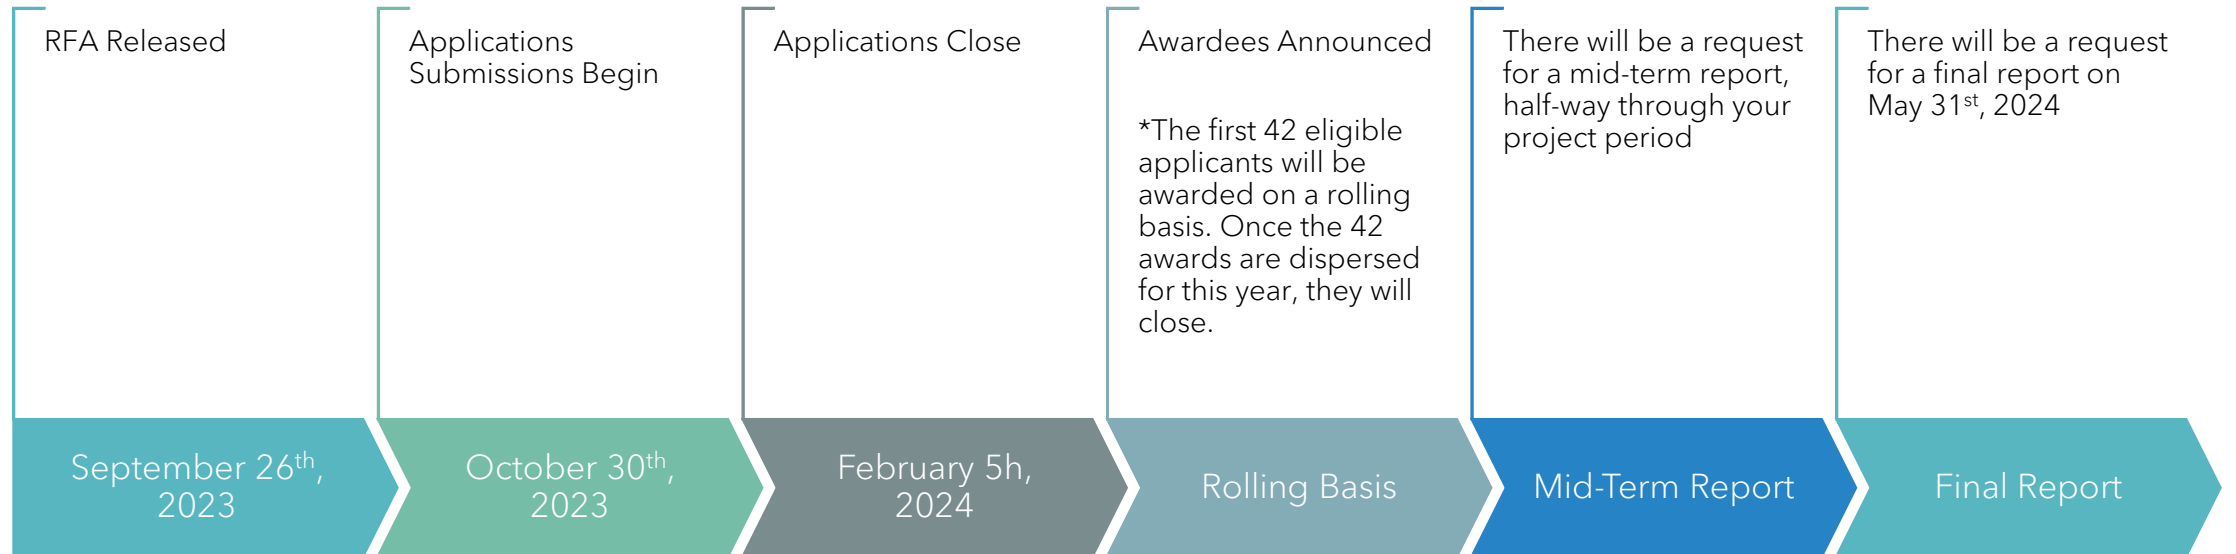 RFA Released
Applications
Submissions Begin
Applications Close
Awardees Announced
*The first 42 eligible
applicants will be
awarded on a rolling
basis. Once the 42
awards are dispersed
for this year, they will
close.
There will be a request
for a mid-term report,
half-way through your
project period
There will be a request
for a final report on
May 31st, 2024
September 26th,
2023
October 30th,
2023
February 5h,
2024
Rolling Basis
Mid-Term Report
Final Report